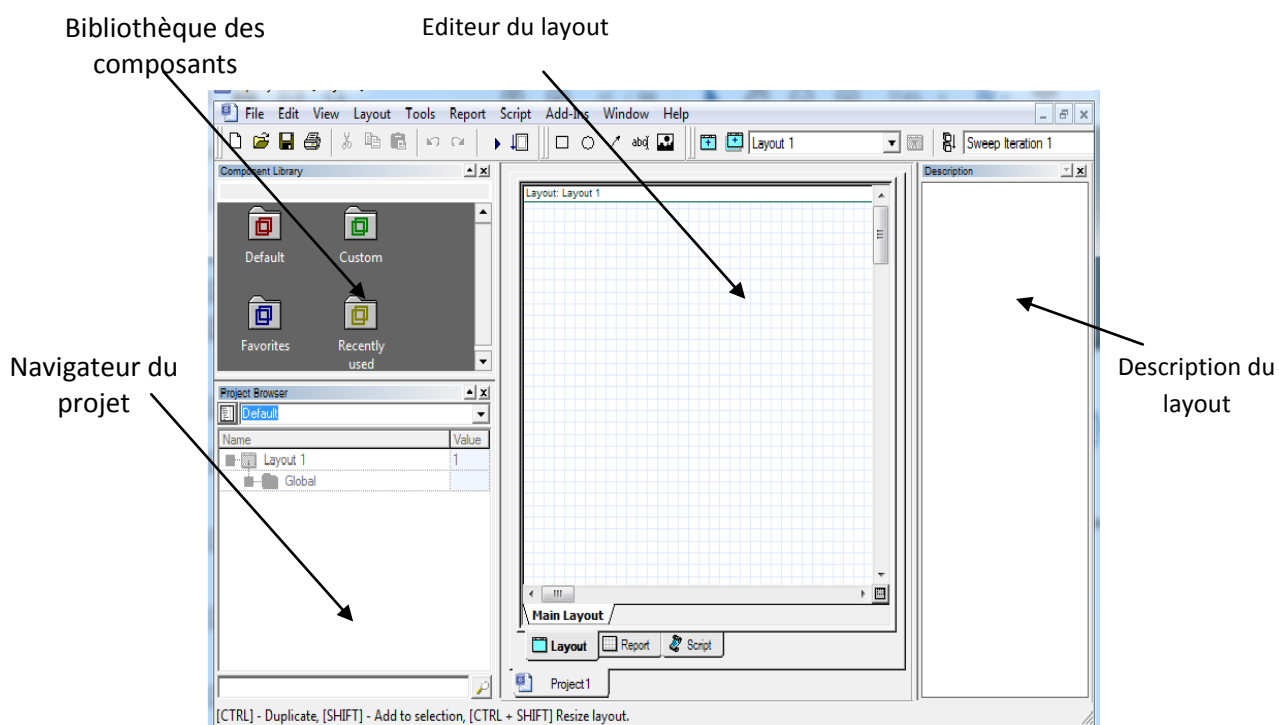 Bibliothèque des
composants
Editeur du layout
File Edit View Layout Tools Report Script Add-Ins Window Help
abc Layout 1 Sweep Iteration 1
Component Library
Default Custom
Favorites Recently
used
Layout: Layout 1
Description
Navigateur du
projet
Project Browser
Default
Name Value
Layout 1 1
Global
Description du
layout
Main Layout
Layout Report Script
Project1
[CTRL] - Duplicate, [SHIFT] - Add to selection, [CTRL + SHIFT] Resize layout.